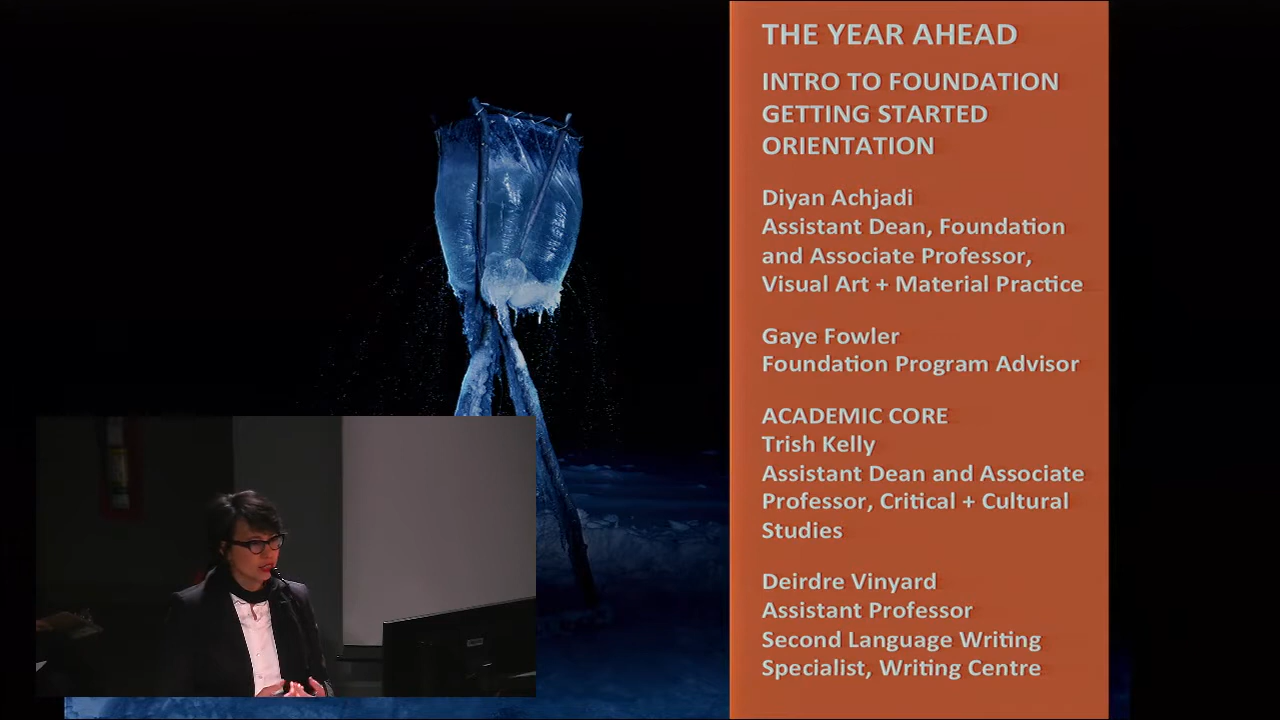 THE YEAR AHEAD
INTRO TO FOUNDATION
GETTING STARTED
ORIENTATION
Diyan Achjadi
Assistant Dean, Foundation
and Associate Professor,
Visual Art + Material Practice
Gaye Fowler
Foundation Program Advisor
ACADEMIC CORE
Trish Kelly
Assistant Dean and Associate
Professor, Critical + Cultural
Studies
Deirdre Vinyard
Assistant Professor
Second Language Writing
Specialist, Writing Centre